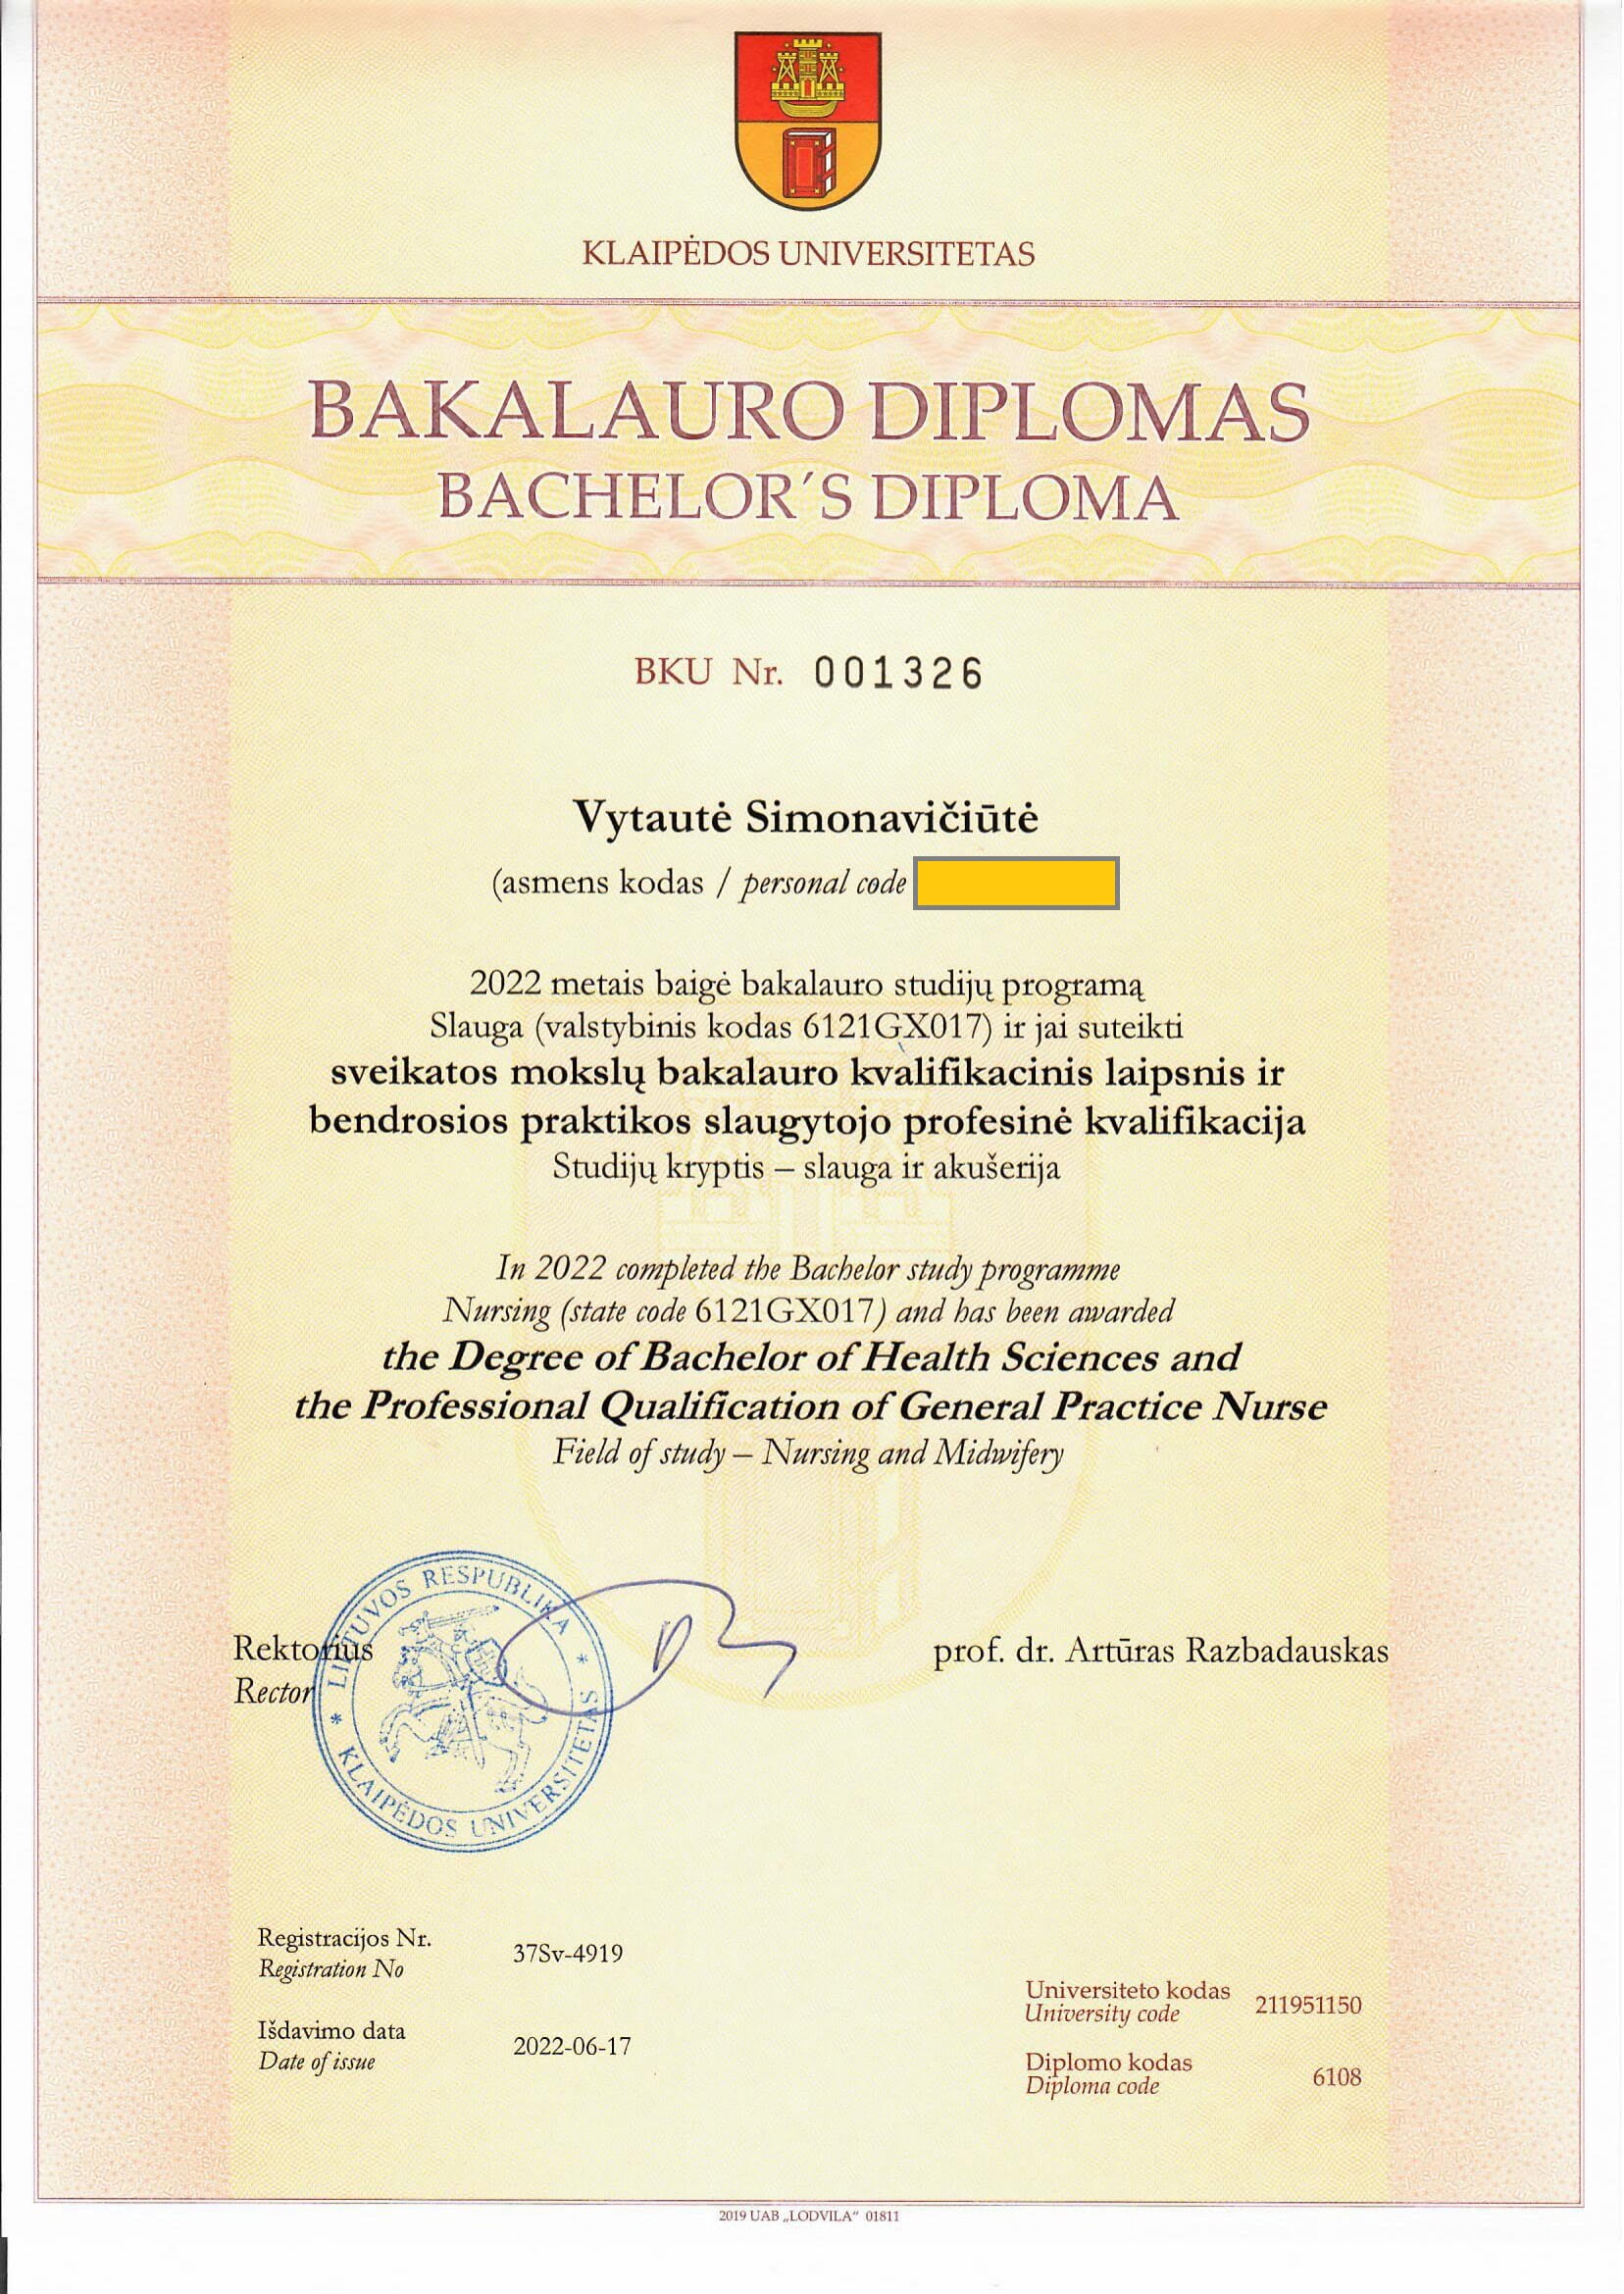 KLAIPĖDOS UNIVERSITETAS
BAKALAURO DIPLOMAS
BACHELOR´S DIPLOMA
BKU Nr. 001326
Vytautė Simonavičiūtė
(asmens kodas / personal code
2022 metais baigė bakalauro studijų programą
Slauga (valstybinis kodas 6121GX017) ir jai suteikti
sveikatos mokslų bakalauro kvalifikacinis laipsnis ir
bendrosios praktikos slaugytojo profesinė kvalifikacija
Studijų kryptis – slauga ir akušerija
In 2022 completed the Bachelor study programme
Nursing (state code 6121GX017) and has been awarded
the Degree of Bachelor of Health Sciences and
the Professional Qualification of General Practice Nurse
Field of study – Nursing and Midwifery
Rektorius
Rector
prof. dr. Artūras Razbadauskas
* LIETUVOS RESPUBLIKA *
KLAIPĖDOS UNIVERSITETAS
Registracijos Nr.
Registration No
37Sv-4919
Išdavimo data
Date of issue
2022-06-17
Universiteto kodas
University code
211951150
Diplomo kodas
Diploma code
6108
2019 UAB „LODVILA“ 01811